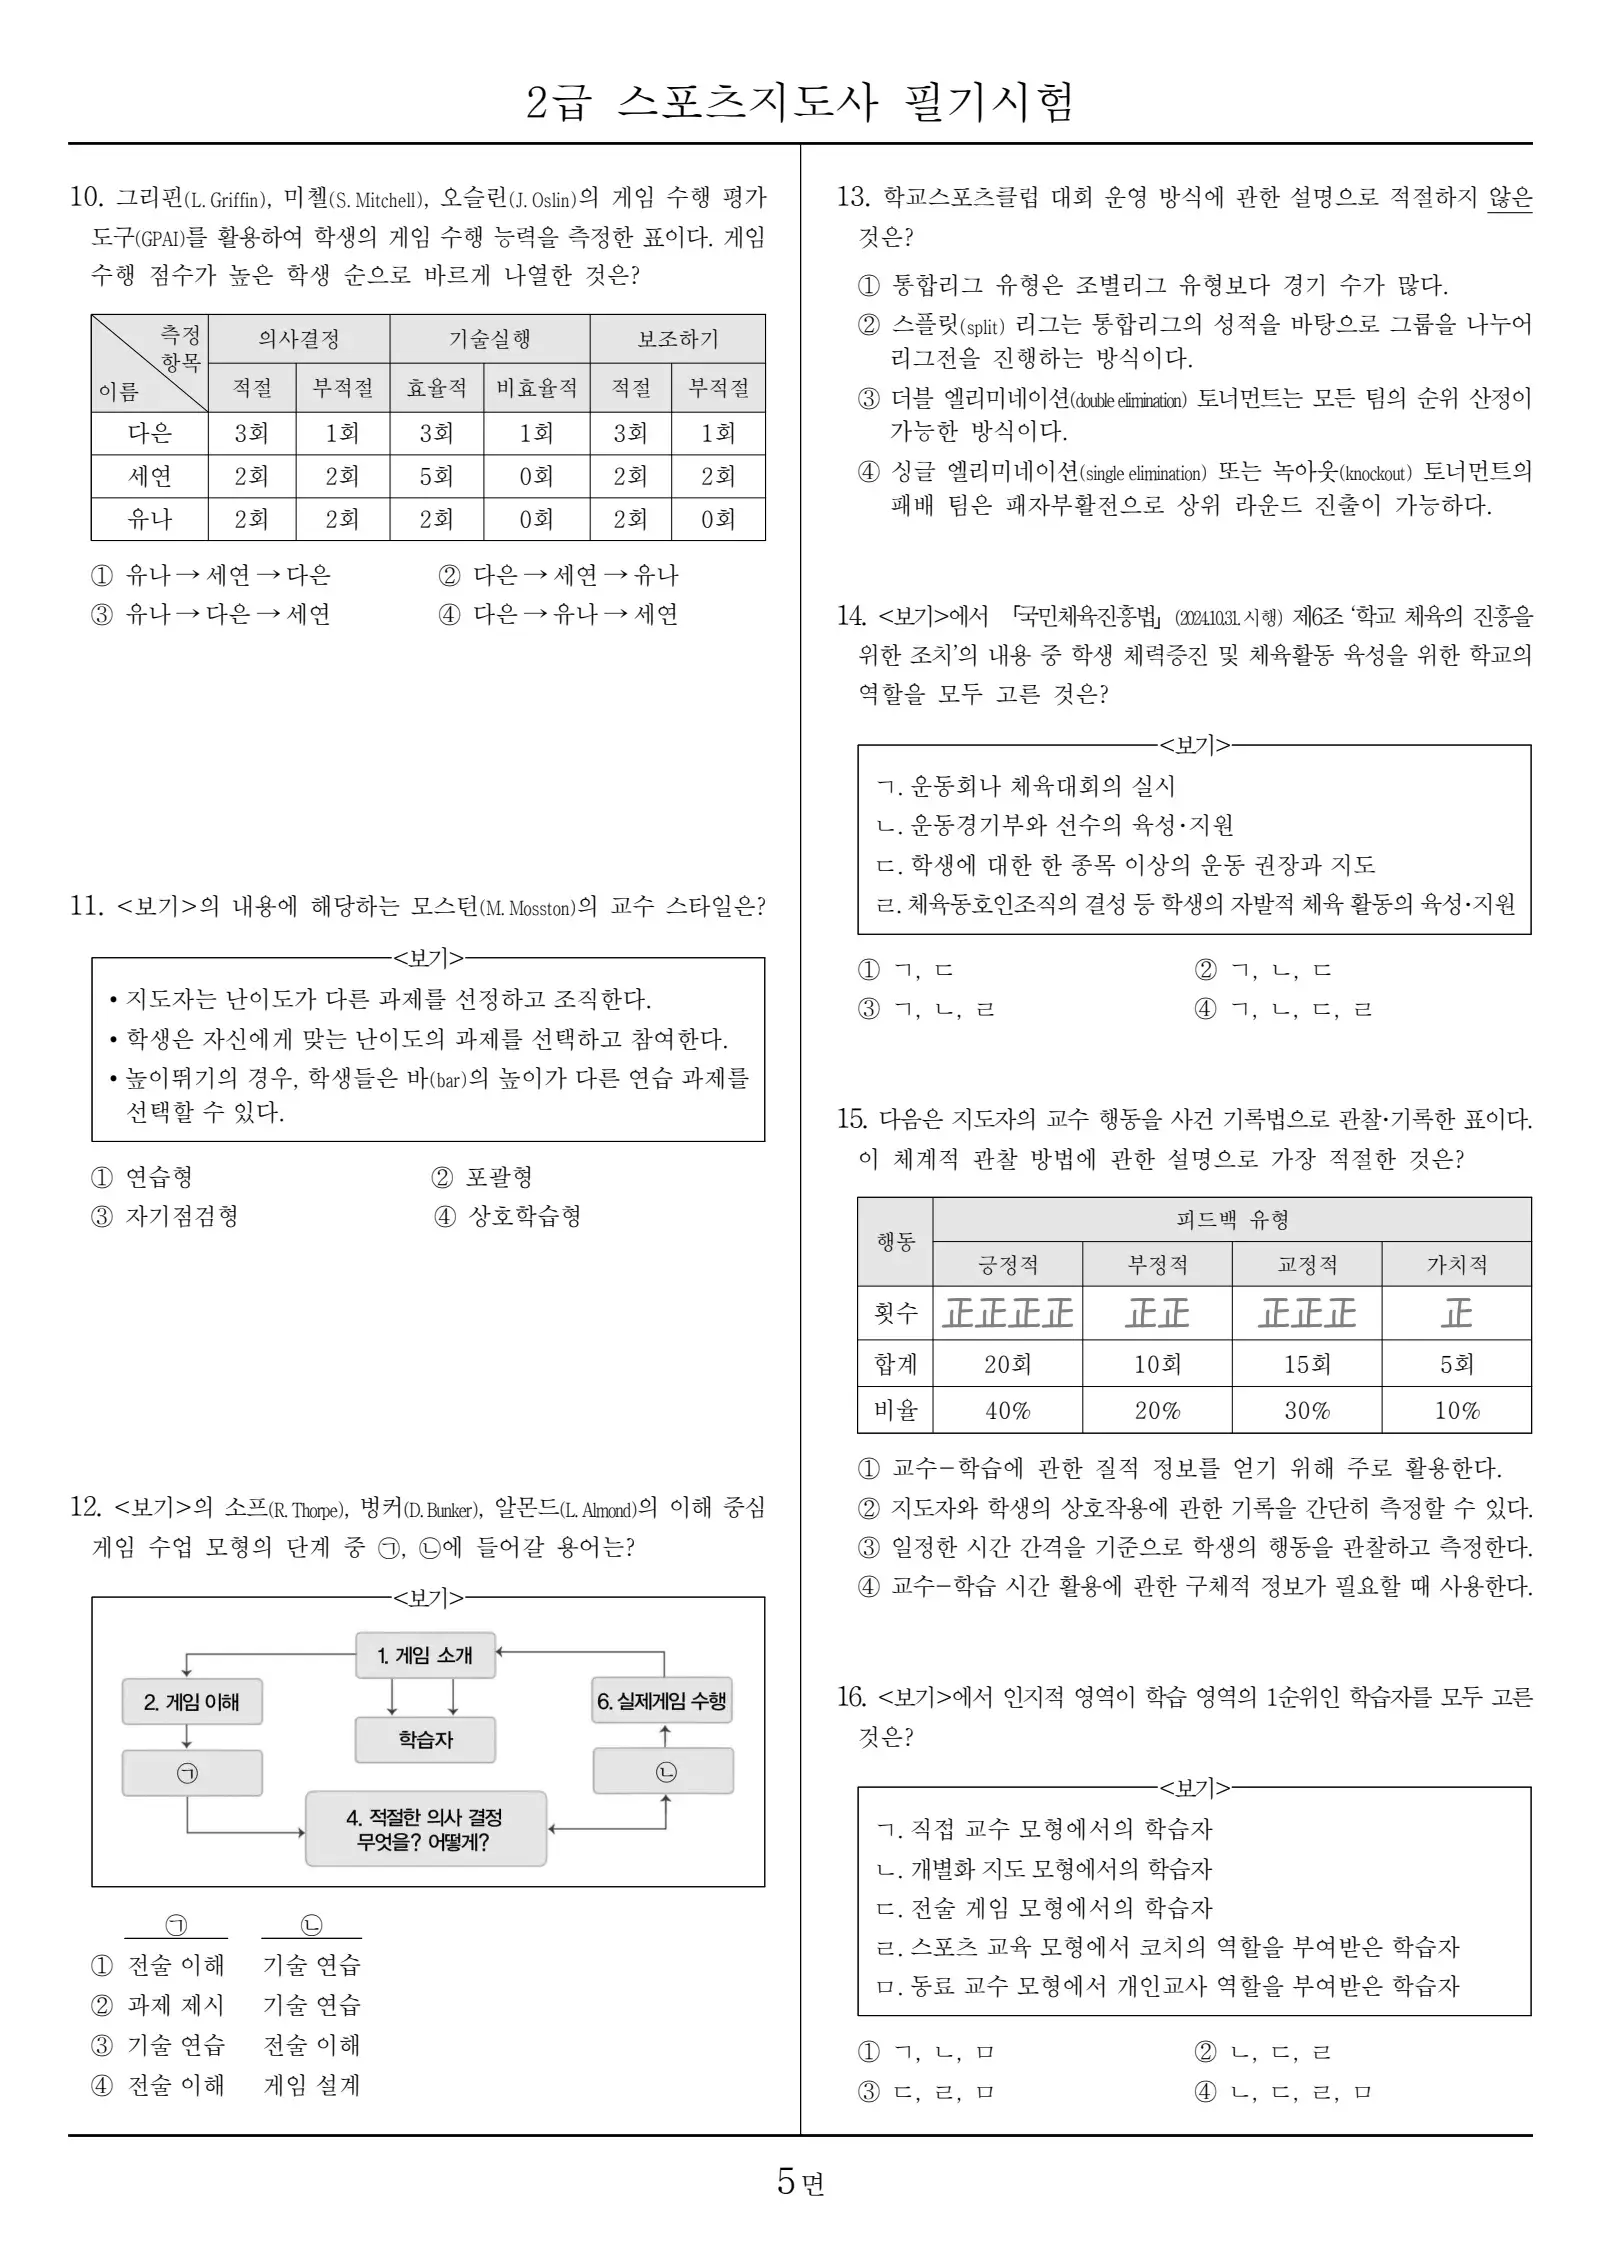 2급 스포츠지도사 필기시험
10. 그리핀(L. Griffin), 미첼(S. Mitchell), 오슬린(J. Oslin)의 게임 수행 평가
도구(GPAI)를 활용하여 학생의 게임 수행 능력을 측정한 표이다. 게임
수행 점수가 높은 학생 순으로 바르게 나열한 것은?
측정 항목 이름 의사결정 기술실행 보조하기
적절 부적절 효율적 비효율적 적절 부적절
다은 3회 1회 3회 1회 3회 1회
세연 2회 2회 5회 0회 2회 2회
유나 2회 2회 2회 0회 2회 0회
① 유나 → 세연 → 다은 ② 다은 → 세연 → 유나
③ 유나 → 다은 → 세연 ④ 다은 → 유나 → 세연
11. <보기>의 내용에 해당하는 모스턴(M. Mosston)의 교수 스타일은?
<보기>
• 지도자는 난이도가 다른 과제를 선정하고 조직한다.
• 학생은 자신에게 맞는 난이도의 과제를 선택하고 참여한다.
• 높이뛰기의 경우, 학생들은 바(bar)의 높이가 다른 연습 과제를
선택할 수 있다.
① 연습형 ② 포괄형
③ 자기점검형 ④ 상호학습형
12. <보기>의 소프(R. Thorpe), 벙커(D. Bunker), 알몬드(L. Almond)의 이해 중심
게임 수업 모형의 단계 중 ㉠, ㉡에 들어갈 용어는?
<보기>
1. 게임 소개
2. 게임 이해
6. 실제게임 수행
학습자
㉠
㉡
4. 적절한 의사 결정
무엇을? 어떻게?
㉠ ㉡
① 전술 이해 기술 연습
② 과제 제시 기술 연습
③ 기술 연습 전술 이해
④ 전술 이해 게임 설계
13. 학교스포츠클럽 대회 운영 방식에 관한 설명으로 적절하지 않은
것은?
① 통합리그 유형은 조별리그 유형보다 경기 수가 많다.
② 스플릿(split) 리그는 통합리그의 성적을 바탕으로 그룹을 나누어
리그전을 진행하는 방식이다.
③ 더블 엘리미네이션(double elimination) 토너먼트는 모든 팀의 순위 산정이
가능한 방식이다.
④ 싱글 엘리미네이션(single elimination) 또는 녹아웃(knockout) 토너먼트의
패배 팀은 패자부활전으로 상위 라운드 진출이 가능하다.
14. <보기>에서 「국민체육진흥법」(2024.10.31. 시행) 제6조 ‘학교 체육의 진흥을
위한 조치’의 내용 중 학생 체력증진 및 체육활동 육성을 위한 학교의
역할을 모두 고른 것은?
<보기>
ㄱ. 운동회나 체육대회의 실시
ㄴ. 운동경기부와 선수의 육성·지원
ㄷ. 학생에 대한 한 종목 이상의 운동 권장과 지도
ㄹ. 체육동호인조직의 결성 등 학생의 자발적 체육 활동의 육성·지원
① ㄱ, ㄷ ② ㄱ, ㄴ, ㄷ
③ ㄱ, ㄴ, ㄹ ④ ㄱ, ㄴ, ㄷ, ㄹ
15. 다음은 지도자의 교수 행동을 사건 기록법으로 관찰·기록한 표이다.
이 체계적 관찰 방법에 관한 설명으로 가장 적절한 것은?
행동 피드백 유형
긍정적 부정적 교정적 가치적
횟수 正正正正 正正 正正正 正
합계 20회 10회 15회 5회
비율 40% 20% 30% 10%
① 교수-학습에 관한 질적 정보를 얻기 위해 주로 활용한다.
② 지도자와 학생의 상호작용에 관한 기록을 간단히 측정할 수 있다.
③ 일정한 시간 간격을 기준으로 학생의 행동을 관찰하고 측정한다.
④ 교수-학습 시간 활용에 관한 구체적 정보가 필요할 때 사용한다.
16. <보기>에서 인지적 영역이 학습 영역의 1순위인 학습자를 모두 고른
것은?
<보기>
ㄱ. 직접 교수 모형에서의 학습자
ㄴ. 개별화 지도 모형에서의 학습자
ㄷ. 전술 게임 모형에서의 학습자
ㄹ. 스포츠 교육 모형에서 코치의 역할을 부여받은 학습자
ㅁ. 동료 교수 모형에서 개인교사 역할을 부여받은 학습자
① ㄱ, ㄴ, ㅁ ② ㄴ, ㄷ, ㄹ
③ ㄷ, ㄹ, ㅁ ④ ㄴ, ㄷ, ㄹ, ㅁ
5면